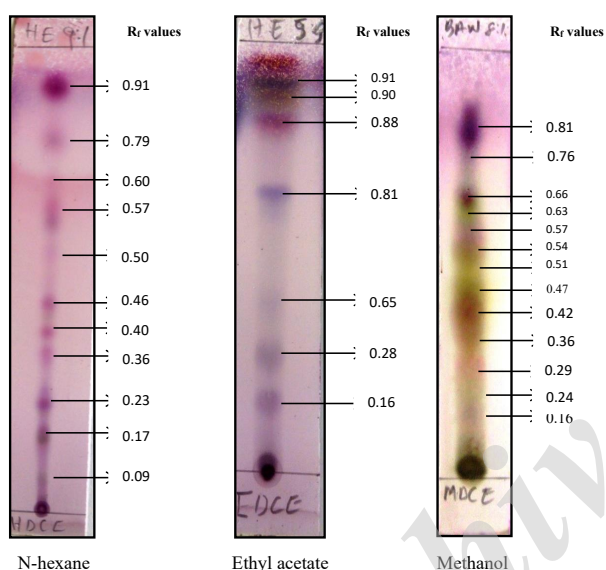 HE 9:1
Rf values
0.91
0.79
0.60
0.57
0.50
0.46
0.40
0.36
0.23
0.17
0.09
HDCE
N-hexane
HE 5:5
Rf values
0.91
0.90
0.88
0.81
0.65
0.28
0.16
EDCE
Ethyl acetate
BAW 8:1
Rf values
0.81
0.76
0.66
0.63
0.57
0.54
0.51
0.47
0.42
0.36
0.29
0.24
0.16
MDCE
Methanol